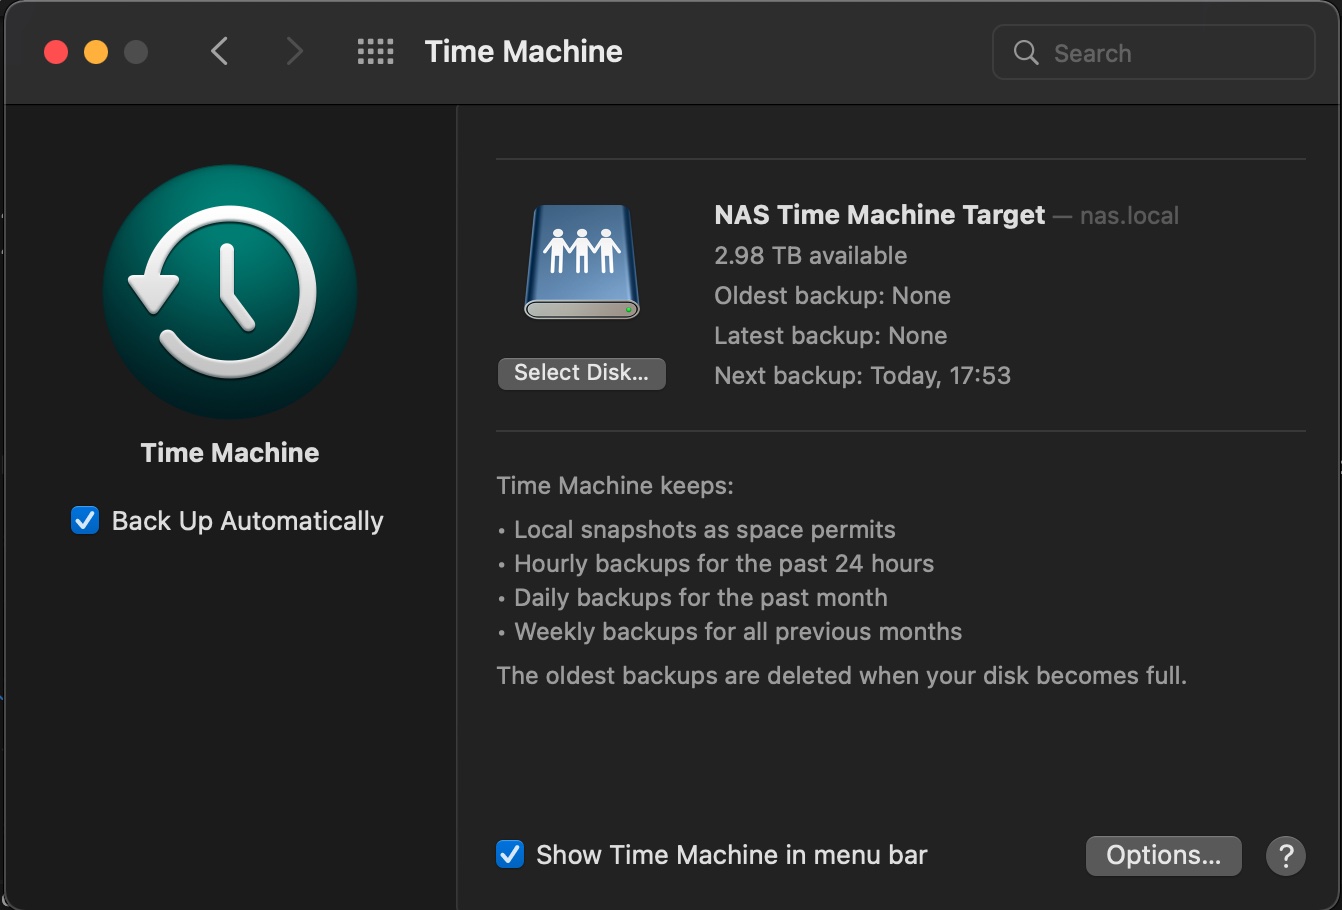 Time Machine
Search
Time Machine
Back Up Automatically
NAS Time Machine Target — nas.local
2.98 TB available
Oldest backup: None
Latest backup: None
Next backup: Today, 17:53
Select Disk...
Time Machine keeps:
• Local snapshots as space permits
• Hourly backups for the past 24 hours
• Daily backups for the past month
• Weekly backups for all previous months
The oldest backups are deleted when your disk becomes full.
Show Time Machine in menu bar
Options...
?